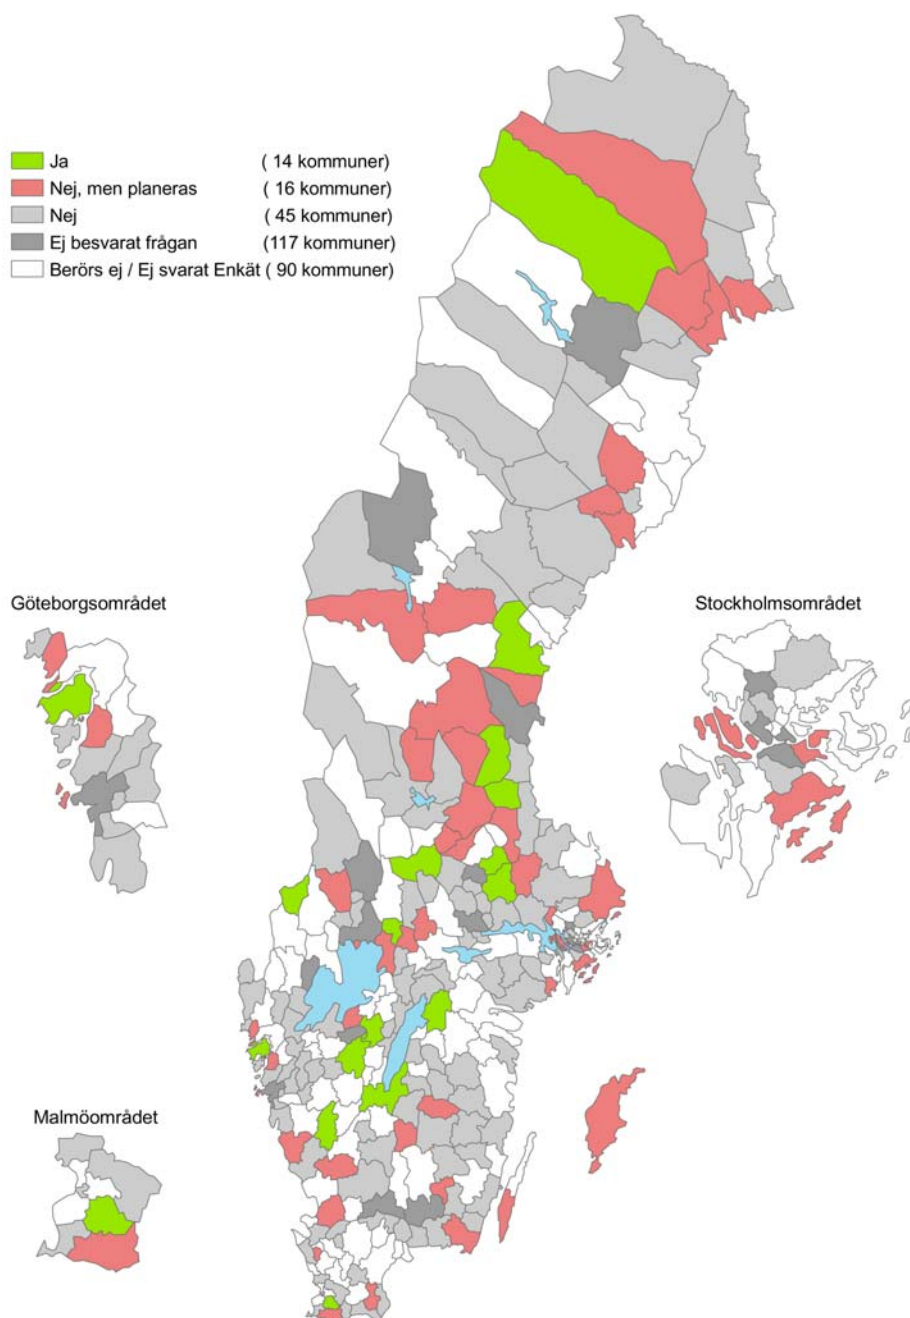 Ja ( 14 kommuner)
Nej, men planeras ( 16 kommuner)
Nej ( 45 kommuner)
Ej besvarat frågan (117 kommuner)
Berörs ej / Ej svarat Enkät ( 90 kommuner)
Göteborgsområdet
Stockholmsområdet
Malmöområdet